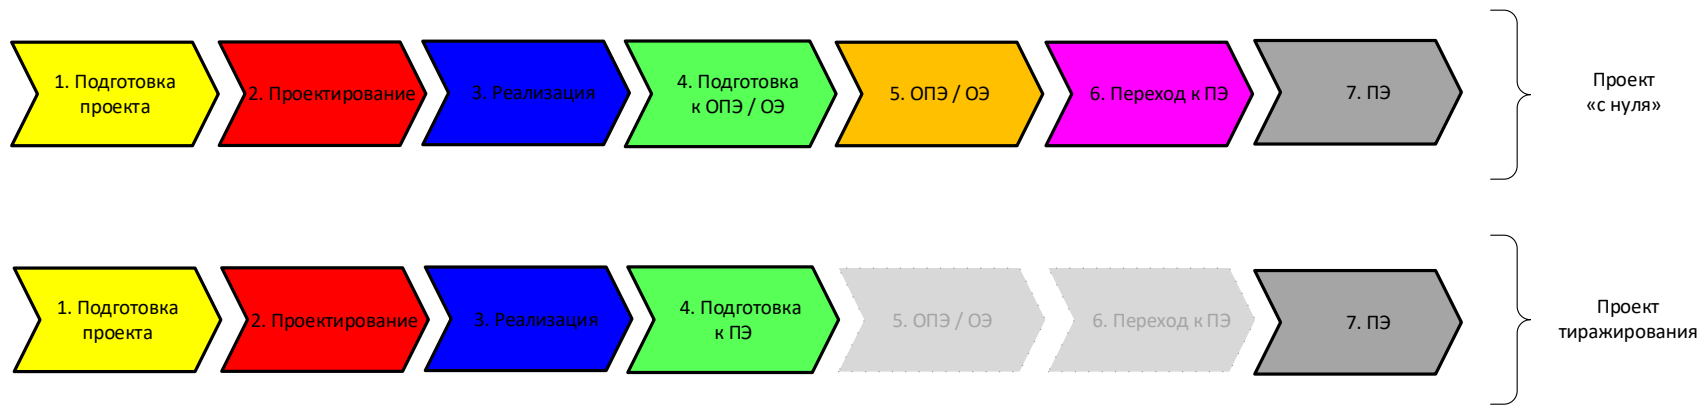 1. Подготовка
проекта
2. Проектирование
3. Реализация
4. Подготовка
к ОПЭ / ОЭ
5. ОПЭ / ОЭ
6. Переход к ПЭ
7. ПЭ
Проект
«с нуля»
1. Подготовка
проекта
2. Проектирование
3. Реализация
4. Подготовка
к ПЭ
5. ОПЭ / ОЭ
6. Переход к ПЭ
7. ПЭ
Проект
тиражирования